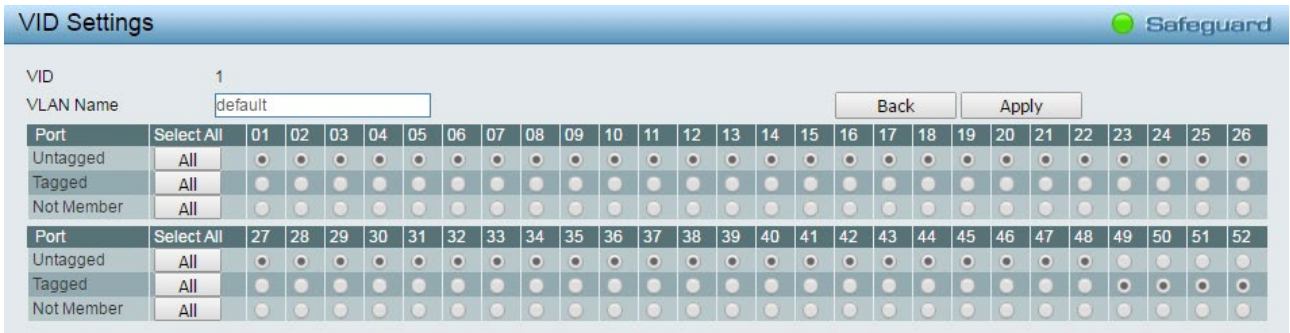 VID Settings Safeguard
VID 1
VLAN Name default Back Apply
Port Select All 01 02 03 04 05 06 07 08 09 10 11 12 13 14 15 16 17 18 19 20 21 22 23 24 25 26
Untagged All
Tagged All
Not Member All
Port Select All 27 28 29 30 31 32 33 34 35 36 37 38 39 40 41 42 43 44 45 46 47 48 49 50 51 52
Untagged All
Tagged All
Not Member All